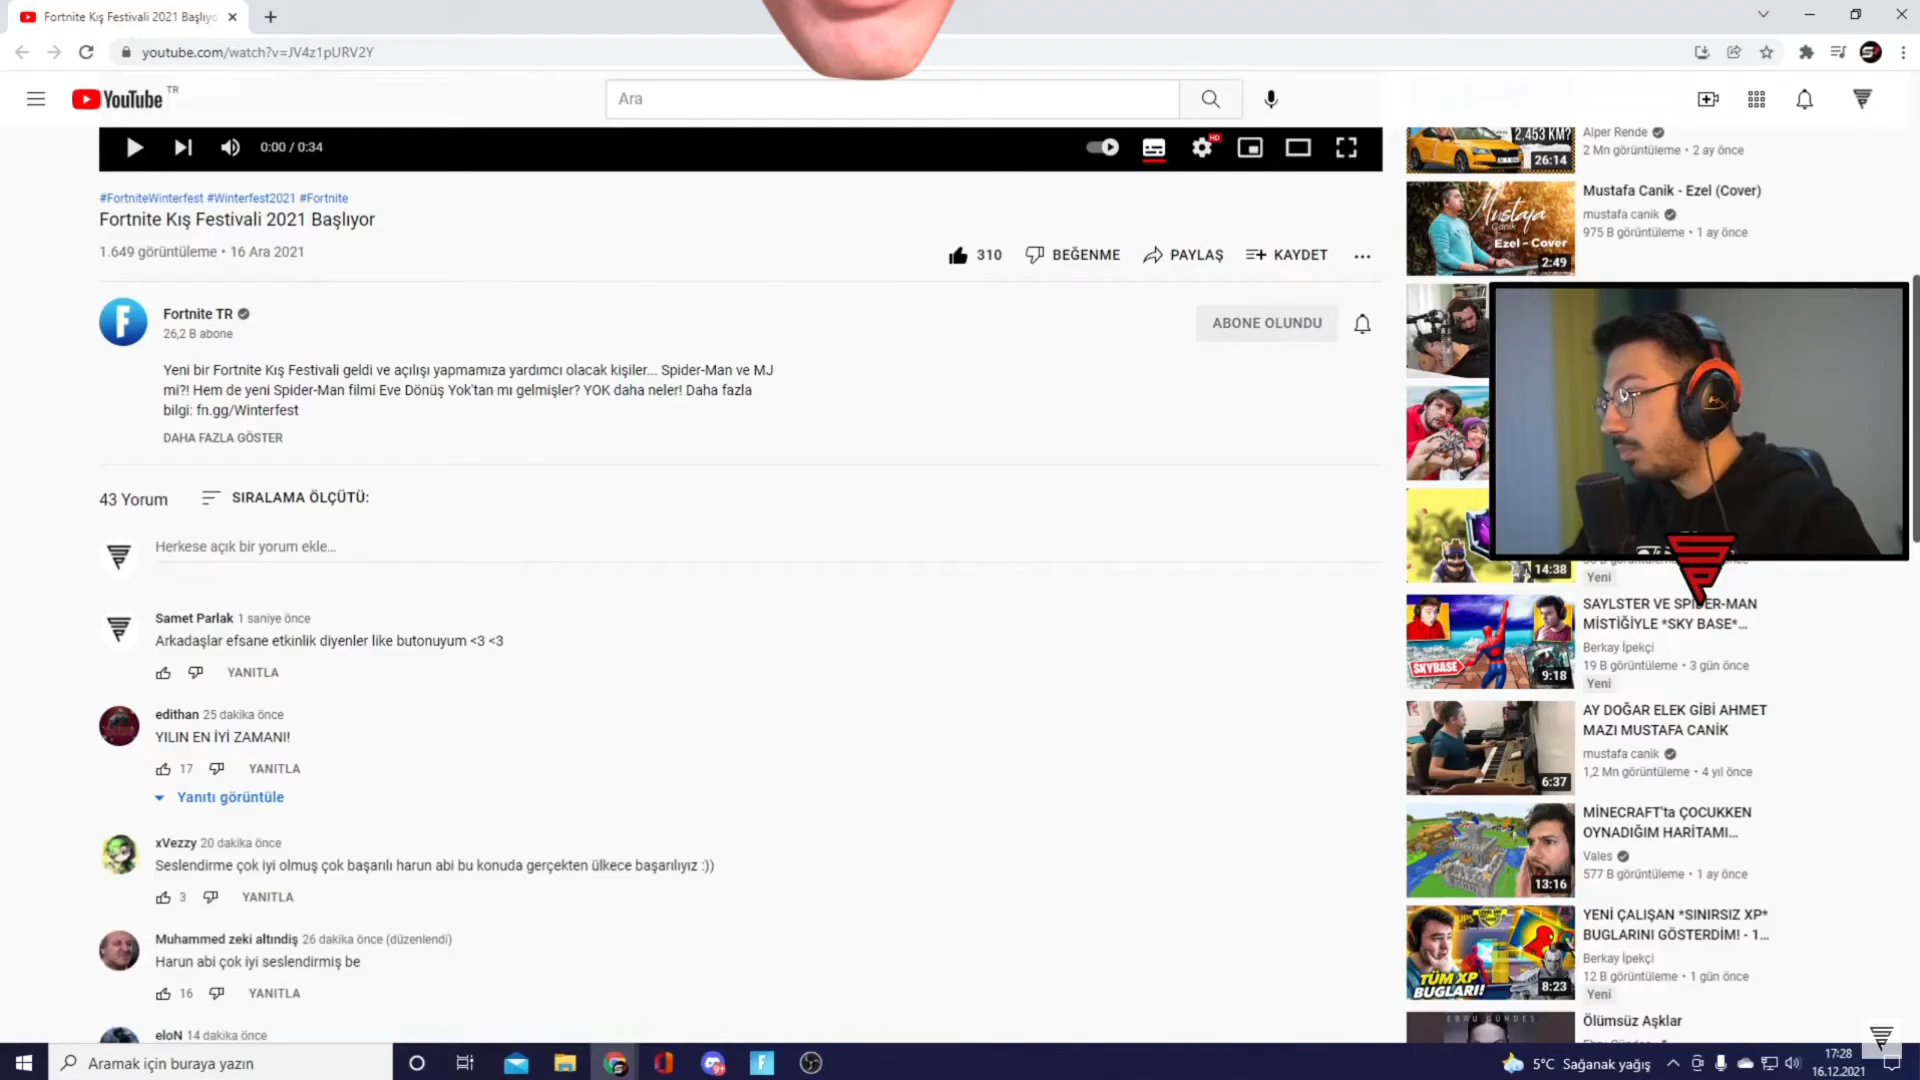 Fortnite Kış Festivali 2021 Başlıyo
youtube.com/watch?v=JV4z1pURV2Y
YouTube TR
Ara
0:00 / 0:34
HD
#FortniteWinterfest #Winterfest2021 #Fortnite
Fortnite Kış Festivali 2021 Başlıyor
1.649 görüntüleme • 16 Ara 2021
310
BEĞENME
PAYLAŞ
KAYDET
Fortnite TR
26,2 B abone
ABONE OLUNDU
Yeni bir Fortnite Kış Festivali geldi ve açılışı yapmamıza yardımcı olacak kişiler... Spider-Man ve MJ
mi?! Hem de yeni Spider-Man filmi Eve Dönüş Yok'tan mı gelmişler? YOK daha neler! Daha fazla
bilgi: fn.gg/Winterfest
DAHA FAZLA GÖSTER
43 Yorum
SIRALAMA ÖLÇÜTÜ:
Herkese açık bir yorum ekle...
Samet Parlak 1 saniye önce
Arkadaşlar efsane etkinlik diyenler like butonuyum <3 <3
YANITLA
edithan 25 dakika önce
YILIN EN İYİ ZAMANI!
17
YANITLA
Yanıtı görüntüle
xVezzy 20 dakika önce
Seslendirme çok iyi olmuş çok başarılı harun abi bu konuda gerçekten ülkece başarılıyız :))
3
YANITLA
Muhammed zeki altındiş 26 dakika önce (düzenlendi)
Harun abi çok iyi seslendirmiş be
16
YANITLA
eloN 14 dakika önce
2,453 KM?
26:14
Alper Rende
2 Mn görüntüleme • 2 ay önce
Mustafa
Canik
Ezel - Cover
2:49
Mustafa Canik - Ezel (Cover)
mustafa canik
975 B görüntüleme • 1 ay önce
14:38
Yeni
SKYBASE
9:18
SAYLSTER VE SPIDER-MAN
MİSTİĞİYLE *SKY BASE*...
Berkay İpekçi
19 B görüntüleme • 3 gün önce
Yeni
6:37
AY DOĞAR ELEK GİBİ AHMET
MAZI MUSTAFA CANİK
mustafa canik
1,2 Mn görüntüleme • 4 yıl önce
13:16
MİNECRAFT'ta ÇOCUKKEN
OYNADIĞIM HARİTAMI...
Vales
577 B görüntüleme • 1 ay önce
TÜM XP
BUGLARI!
8:23
YENİ ÇALIŞAN *SINIRSIZ XP*
BUGLARINI GÖSTERDİM! - 1...
Berkay İpekçi
12 B görüntüleme • 1 gün önce
Yeni
EBRU GÜNDEŞ
Ölümsüz Aşklar
Aramak için buraya yazın
9+
5°C Sağanak yağış
17:28
16.12.2021